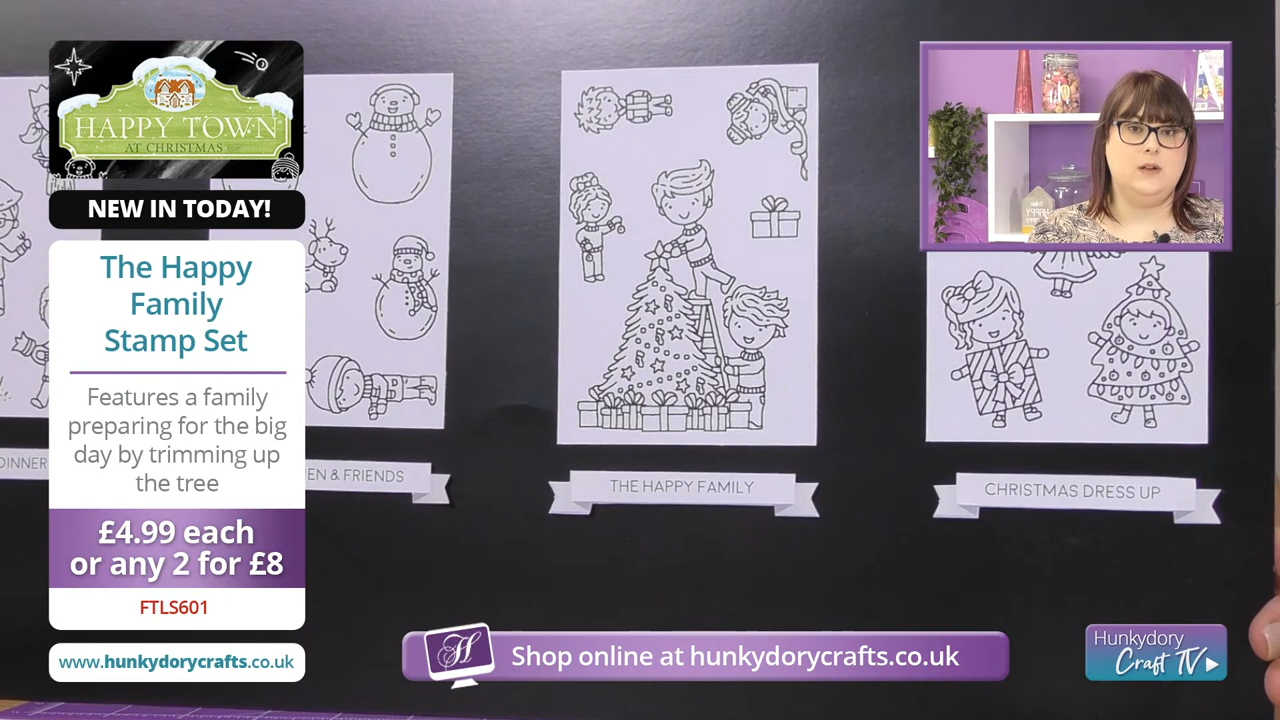 HAPPY TOWN
AT CHRISTMAS
NEW IN TODAY!
The Happy
Family
Stamp Set
Features a family
preparing for the big
day by trimming up
the tree
£4.99 each
or any 2 for £8
FTLS601
www.hunkydorycrafts.co.uk
DINNER
EN & FRIENDS
THE HAPPY FAMILY
CHRISTMAS DRESS UP
Shop online at hunkydorycrafts.co.uk
Hunkydory
Craft TV